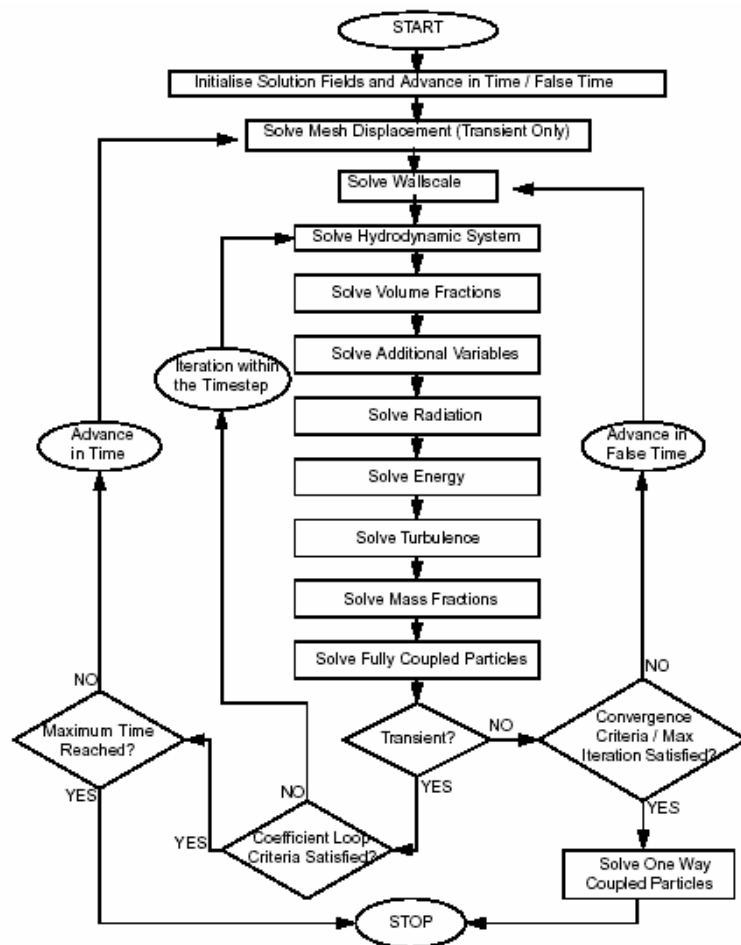 START
Initialise Solution Fields and Advance in Time / False Time
Solve Mesh Displacement (Transient Only)
Solve Wallscale
Solve Hydrodynamic System
Solve Volume Fractions
Solve Additional Variables
Iteration within
the Timestep
Solve Radiation
Advance
in Time
Advance in
False Time
Solve Energy
Solve Turbulence
Solve Mass Fractions
Solve Fully Coupled Particles
NO
NO
Maximum Time
Reached?
Transient?
NO
Convergence
Criteria / Max
Iteration Satisfied?
YES
NO
YES
YES
YES
Coefficient Loop
Criteria Satisfied?
Solve One Way
Coupled Particles
STOP